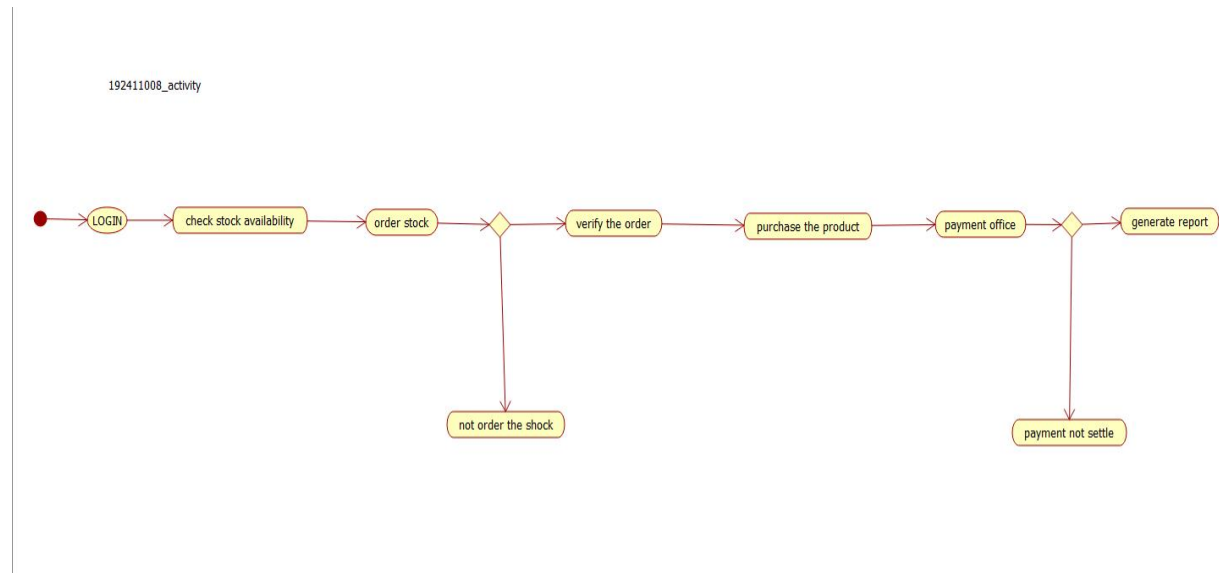 192411008_activity
LOGIN
check stock availability
order stock
verify the order
purchase the product
payment office
generate report
not order the shock
payment not settle